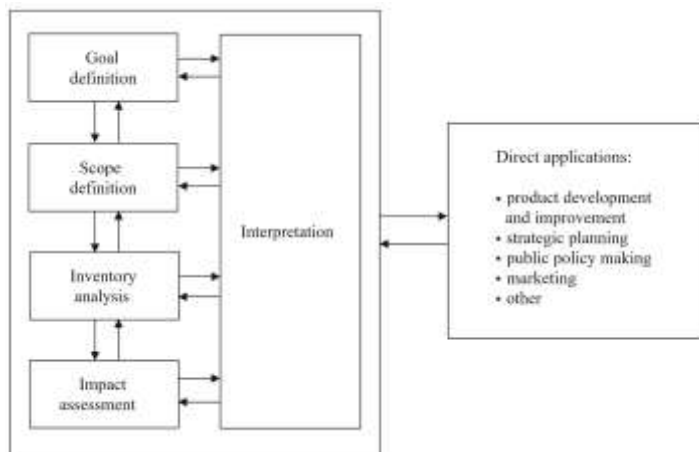 Goal
definition
Scope
definition
Inventory
analysis
Impact
assessment
Interpretation
Direct applications:
• product development
and improvement
• strategic planning
• public policy making
• marketing
• other